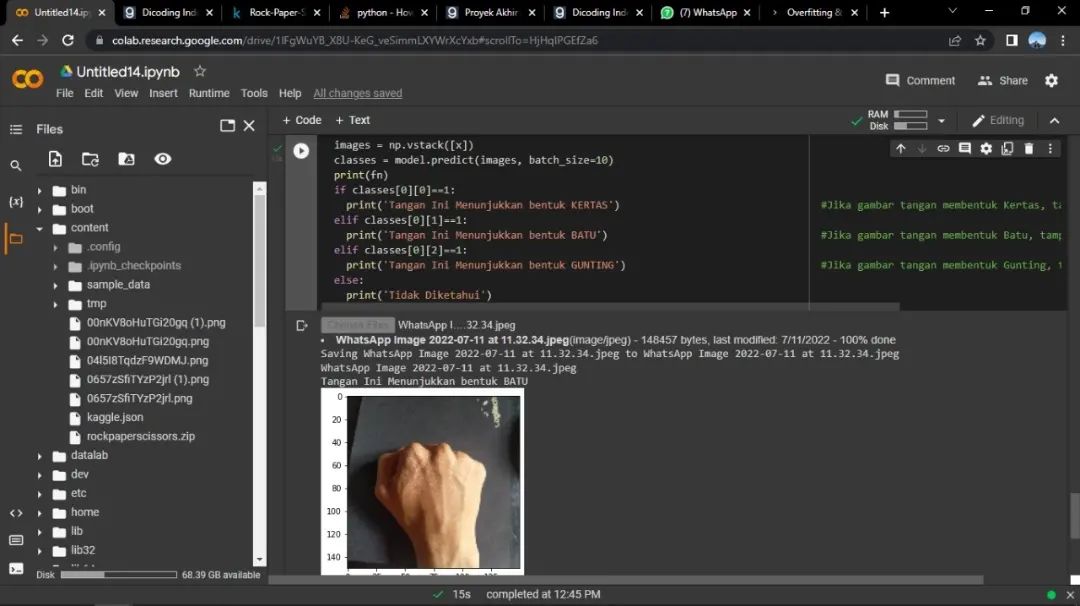 Untitled14.ip
Dicoding Ind
Rock-Paper-S
python - How
Proyek Akhir
Dicoding Ind
(7) WhatsApp
Overfitting &
colab.research.google.com/drive/1IFgWuYB_X8U-KeG_veSimmLXYWrXcYxb#scrollTo=HjHqIPGEfZa6
Untitled14.ipynb
Comment
Share
File Edit View Insert Runtime Tools Help All changes saved
Files
+ Code + Text
RAM
Disk
Editing
bin
boot
content
.config
.ipynb_checkpoints
sample_data
tmp
00nKV8oHuTGi20gq (1).png
00nKV8oHuTGi20gq.png
04l5I8TqdzF9WDMJ.png
0657zSfiTYzP2jrl (1).png
0657zSfiTYzP2jrl.png
kaggle.json
rockpaperscissors.zip
datalab
dev
etc
home
lib
lib32
Disk 68.39 GB available
images = np.vstack([x])
classes = model.predict(images, batch_size=10)
print(fn)
if classes[0][0]==1:
print('Tangan Ini Menunjukkan bentuk KERTAS') #Jika gambar tangan membentuk Kertas, ta
elif classes[0][1]==1:
print('Tangan Ini Menunjukkan bentuk BATU') #Jika gambar tangan membentuk Batu, tamp
elif classes[0][2]==1:
print('Tangan Ini Menunjukkan bentuk GUNTING') #Jika gambar tangan membentuk Gunting, t
else:
print('Tidak Diketahui')
Choose Files WhatsApp I....32.34.jpeg
• WhatsApp Image 2022-07-11 at 11.32.34.jpeg(image/jpeg) - 148457 bytes, last modified: 7/11/2022 - 100% done
Saving WhatsApp Image 2022-07-11 at 11.32.34.jpeg to WhatsApp Image 2022-07-11 at 11.32.34.jpeg
WhatsApp Image 2022-07-11 at 11.32.34.jpeg
Tangan Ini Menunjukkan bentuk BATU
0
20
40
60
80
100
120
140
15s completed at 12:45 PM